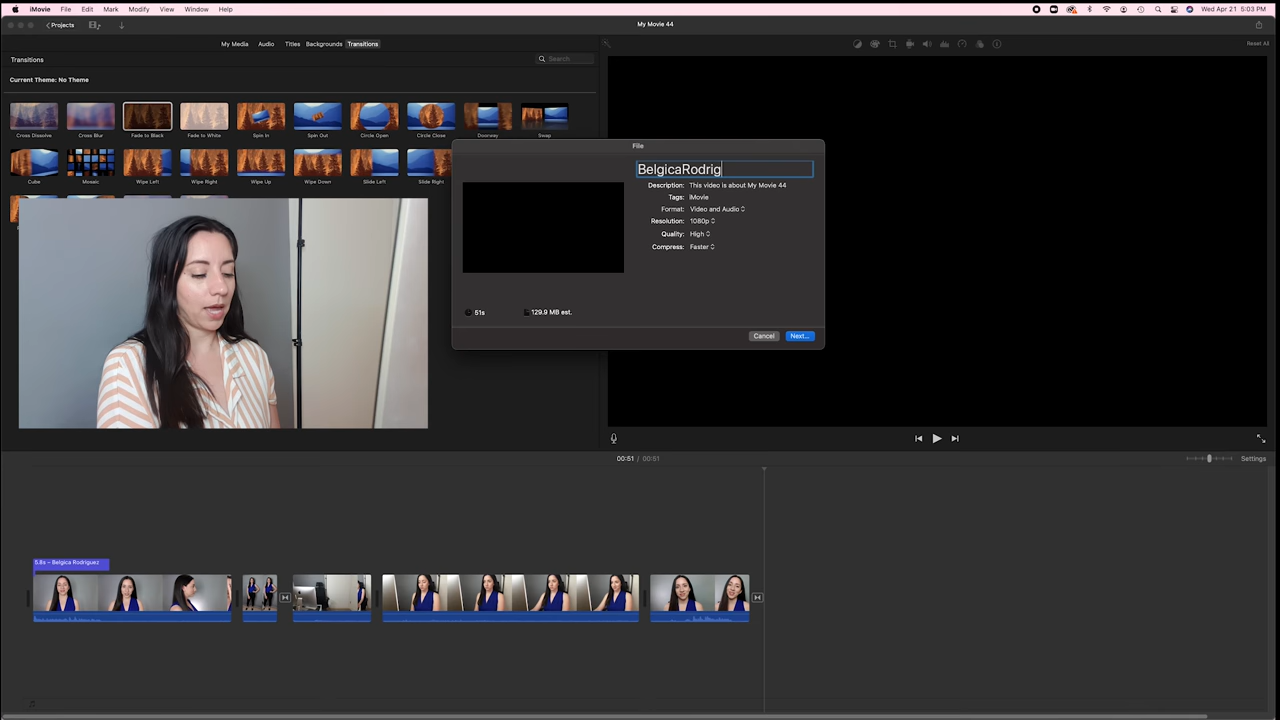 iMovie File Edit Mark Modify View Window Help Wed Apr 21 5:03 PM
Projects My Movie 44
My Media Audio Titles Backgrounds Transitions Reset All
Transitions Search
Current Theme: No Theme
Cross Dissolve Cross Blur Fade to Black Fade to White Spin In Spin Out Circle Open Circle Close Doorway Swap
Cube Mosaic Wipe Left Wipe Right Wipe Up Wipe Down Slide Left Slide Right
File
BelgicaRodrig
Description: This video is about My Movie 44
Tags: iMovie
Format: Video and Audio
Resolution: 1080p
Quality: High
Compress: Faster
51s 129.9 MB est.
Cancel Next...
00:51 / 00:51 Settings
5.8s – Belgica Rodriguez